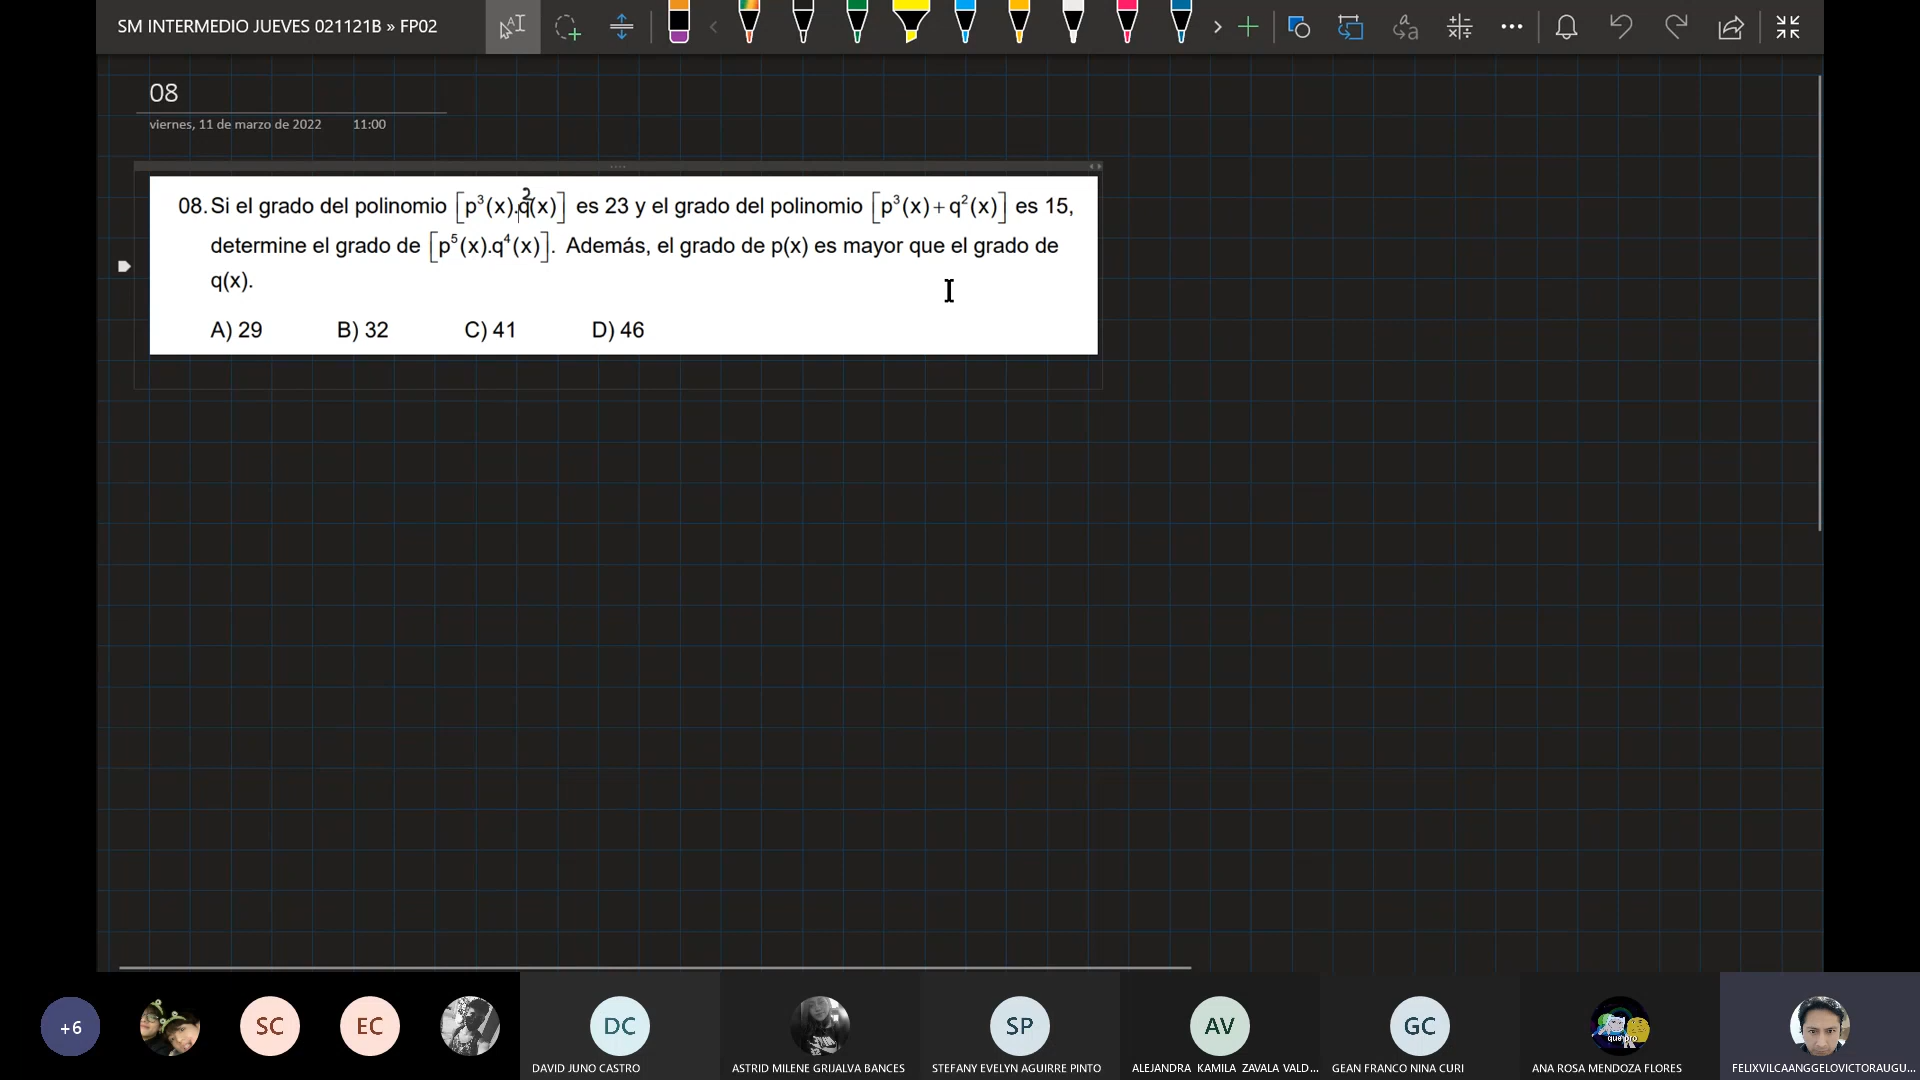 SM INTERMEDIO JUEVES 021121B » FP02
08
viernes, 11 de marzo de 2022 11:00
08. Si el grado del polinomio [p³(x).q²(x)] es 23 y el grado del polinomio [p³(x)+q²(x)] es 15,
determine el grado de [p⁵(x).q⁴(x)]. Además, el grado de p(x) es mayor que el grado de
q(x).
A) 29 B) 32 C) 41 D) 46
+6 SC EC DC SP AV GC que pro
DAVID JUNO CASTRO ASTRID MILENE GRIJALVA BANCES STEFANY EVELYN AGUIRRE PINTO ALEJANDRA KAMILA ZAVALA VALD... GEAN FRANCO NINA CURI ANA ROSA MENDOZA FLORES FELIXVILCAANGGELOVICTORAUGU...